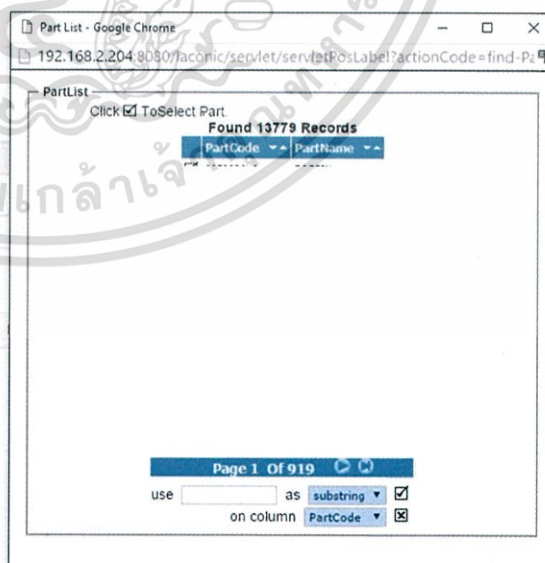 Part List - Google Chrome
192.168.2.204:8080/laconic/servlet/servletPosLabel?actionCode=find-Pa
PartList
Click ToSelect Part.
Found 13779 Records
PartCode PartName
Page 1 Of 919
use as substring
on column PartCode